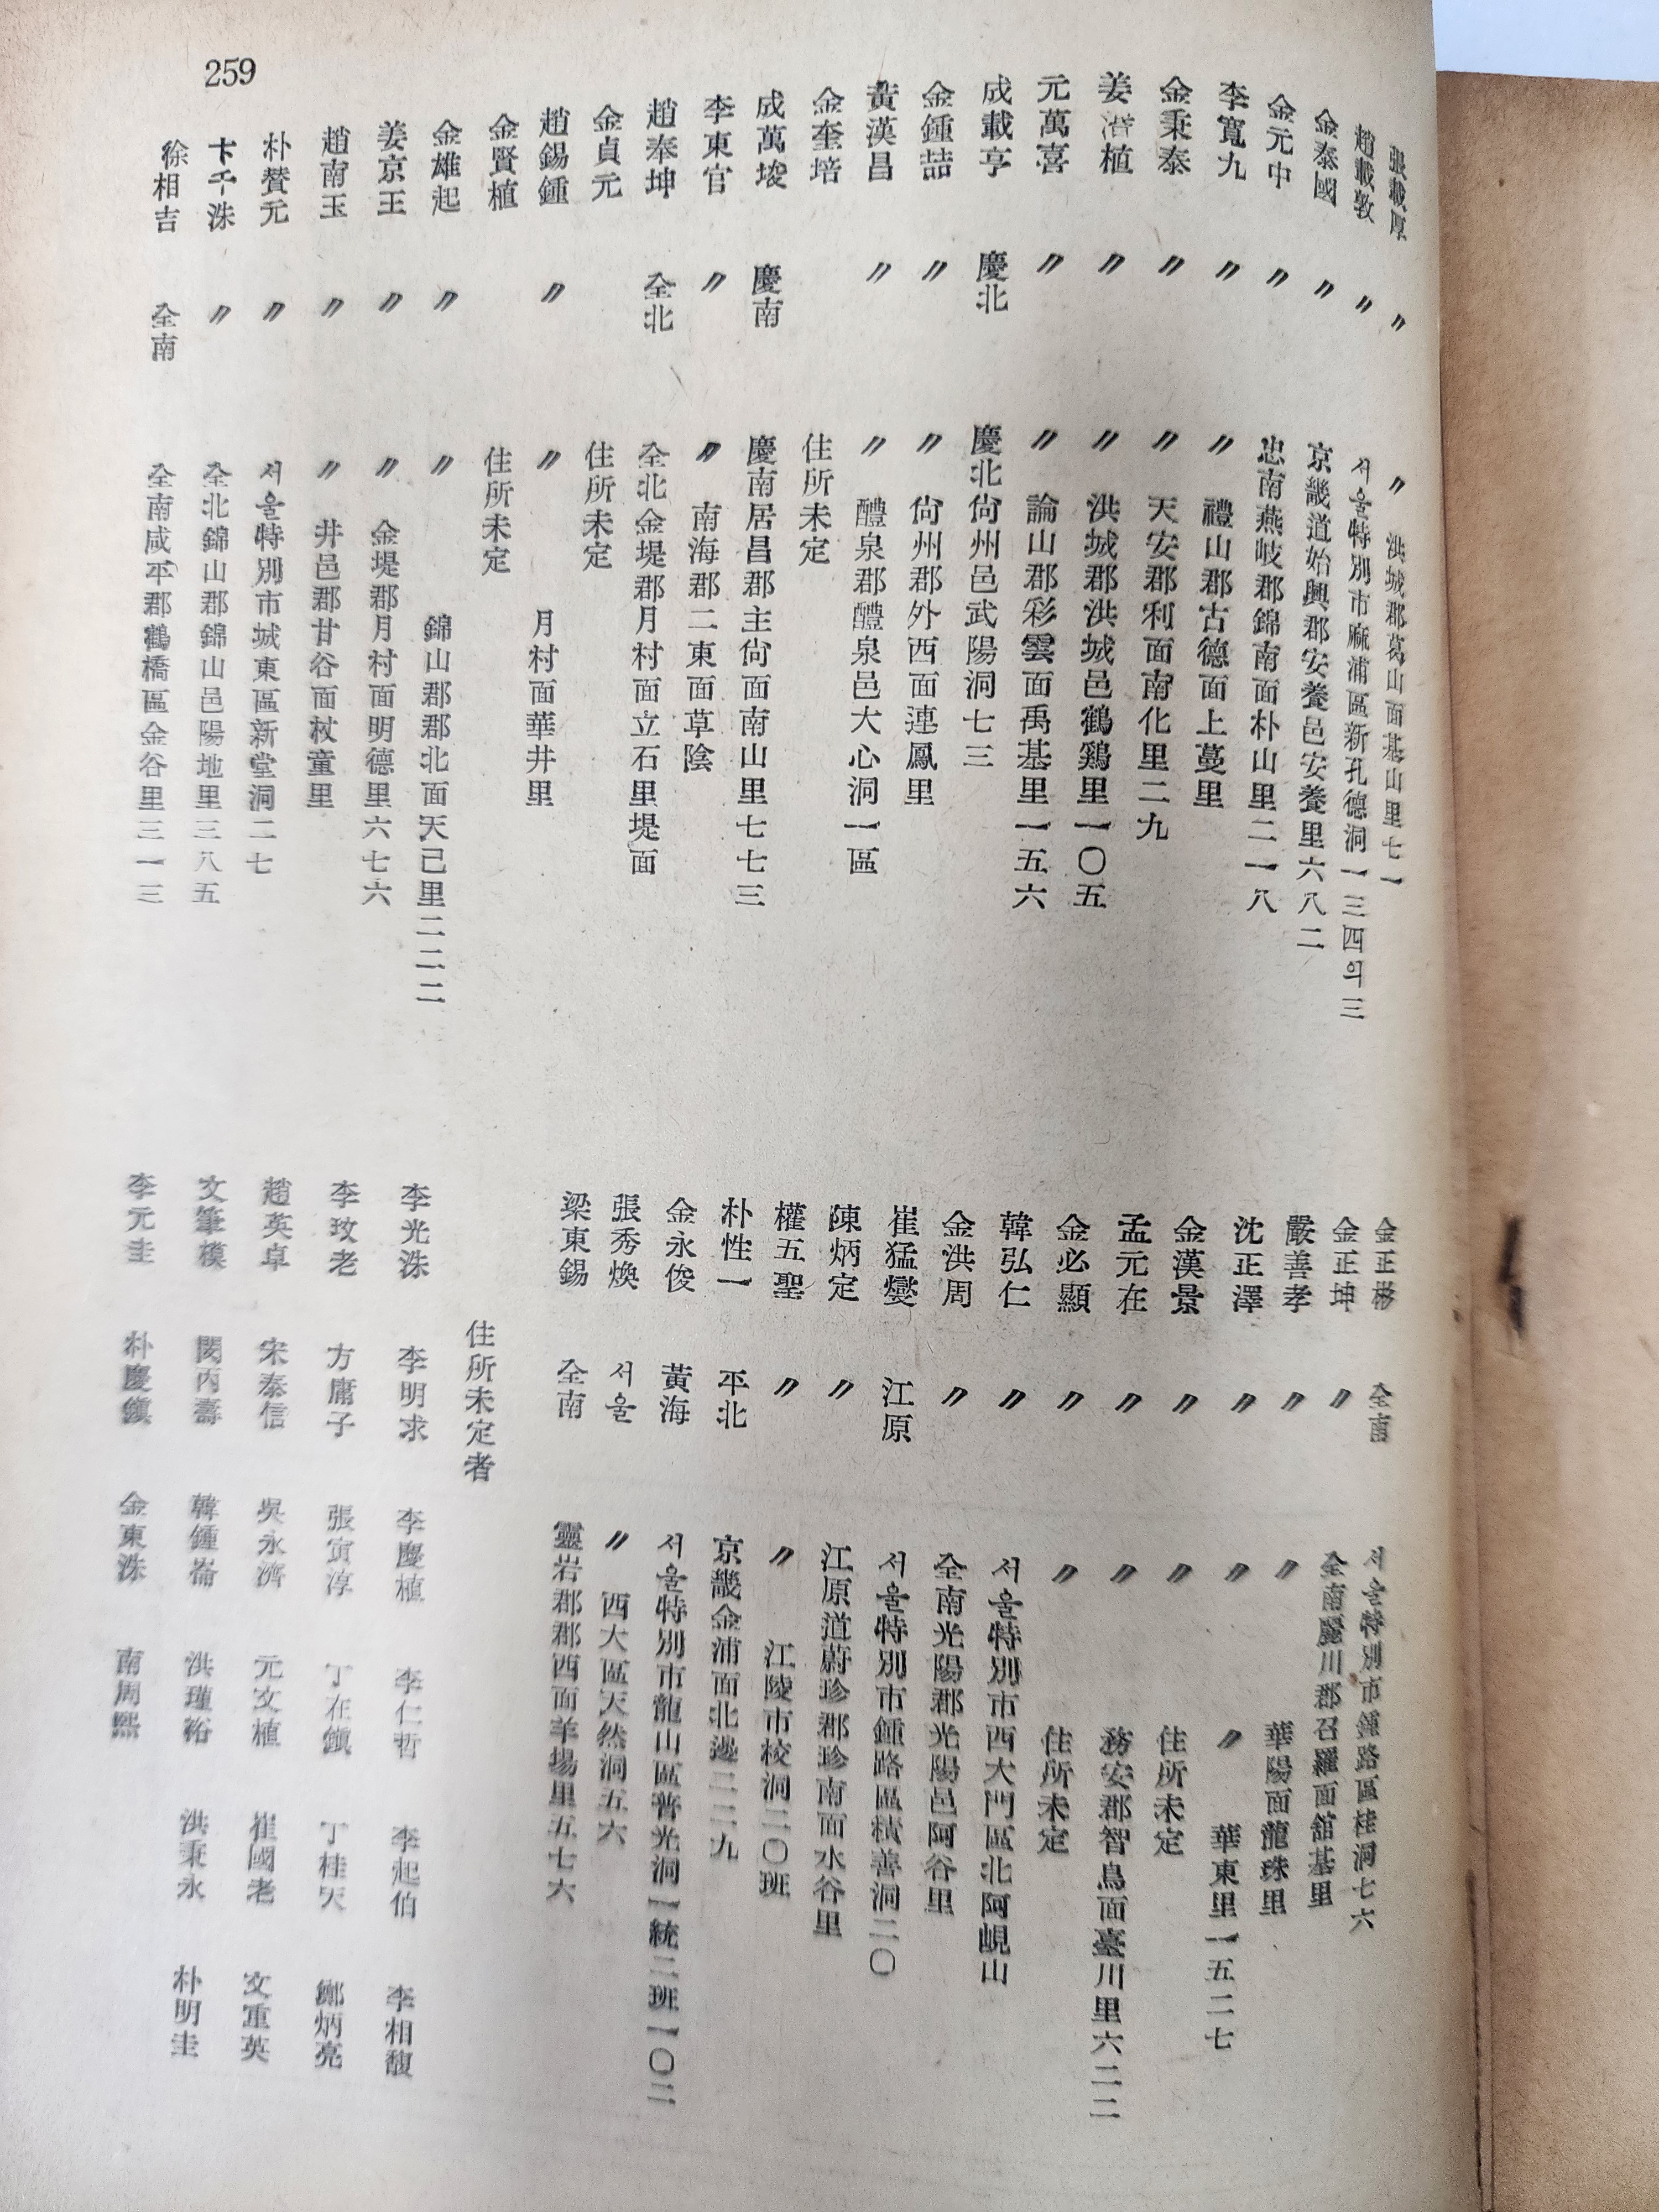 259
張載厚 〃 〃 洪城郡葛山面基山里七一
趙載敦 〃 서울特別市麻浦區新孔德洞一三四의三
金泰國 〃 京畿道始興郡安養邑安養里六八二
金元中 〃 忠南燕岐郡錦南面朴山里二一八
李寬九 〃 〃 禮山郡古德面上蔓里
金秉泰 〃 〃 天安郡利面南化里二九
姜 植 〃 〃 洪城郡洪城邑鶴鷄里一〇五
元萬喜 〃 〃 論山郡彩雲面禹基里一五六
成載亨 慶北 慶北尙州邑武陽洞七三
金鍾喆 〃 〃 尙州郡外西面連鳳里
黃漢昌 〃 〃 醴泉郡醴泉邑大心洞一區
金奎培 住所未定
成萬埈 慶南 慶南居昌郡主尙面南山里七七三
李東官 〃 〃 南海郡二東面草陰
趙奉坤 全北 全北金堤郡月村面立石里堤面
金貞元 住所未定
趙錫鍾 〃 〃 月村面華井里
金賢植 住所未定
金雄起 〃 〃 錦山郡郡北面天己里二二二
姜京王 〃 〃 金堤郡月村面明德里六七六
趙南玉 〃 〃 井邑郡甘谷面杖童里
朴贊元 〃 서울特別市城東區新堂洞二七
卞千洙 〃 全北錦山郡錦山邑陽地里三八五
徐相吉 全南 全南咸平郡鶴橋區金谷里三一三
金正彬 全南 서울特別市鍾路區桂洞七六
金正坤 〃 全南麗川郡召羅面舘基里
嚴善孝 〃 〃 華陽面龍珠里
沈正澤 〃 〃 〃 華東里一五二七
金漢景 〃 〃 住所未定
孟元在 〃 〃 務安郡智島面臺川里六二二
金必顯 〃 〃 住所未定
韓弘仁 〃 서울特別市西大門區北阿峴山
金洪周 〃 全南光陽郡光陽邑阿谷里
崔猛燮 江原 서울特別市鍾路區積善洞二〇
陳炳定 〃 江原道蔚珍郡珍南面水谷里
權五聖 〃 〃 江陵市校洞二〇班
朴性一 平北 京畿金浦面北邊二二九
金永俊 黃海 서울特別市龍山區普光洞一統二班一〇二
張秀煥 서울 〃 西大區天然洞五六
梁東錫 全南 靈岩郡郡西面羊場里五七六
住所未定者
李光洙 李明求 李慶植 李仁哲 李起伯 李相馥
李玟老 方庸子 張寅淳 丁在鎭 丁桂天 鄭炳亮
趙英卓 宋泰信 吳永濟 元文植 崔國老 文重英
文筆模 閔丙壽 韓鍾崙 洪瑾裕 洪秉永 朴明圭
李元圭 朴慶鎭 金東洙 南周熙